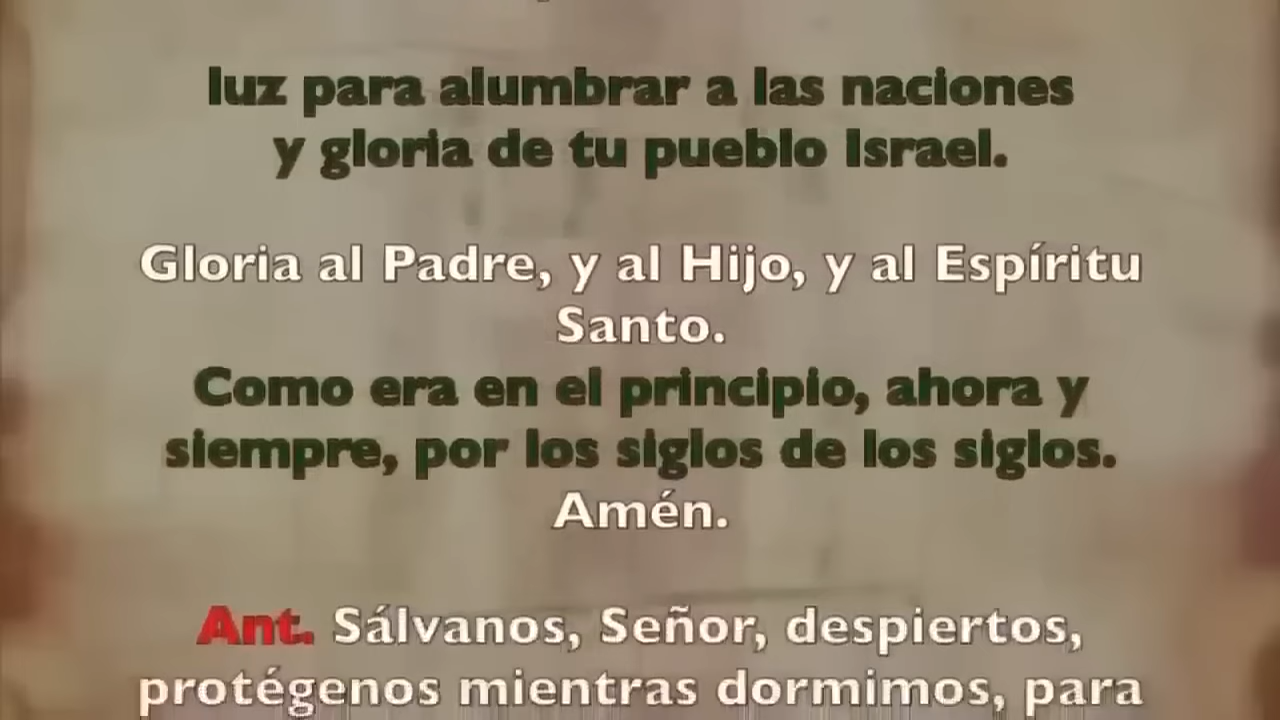 luz para alumbrar a las naciones
y gloria de tu pueblo Israel.
Gloria al Padre, y al Hijo, y al Espíritu
Santo.
Como era en el principio, ahora y
siempre, por los siglos de los siglos.
Amén.
Ant. Sálvanos, Señor, despiertos,
protégenos mientras dormimos, para